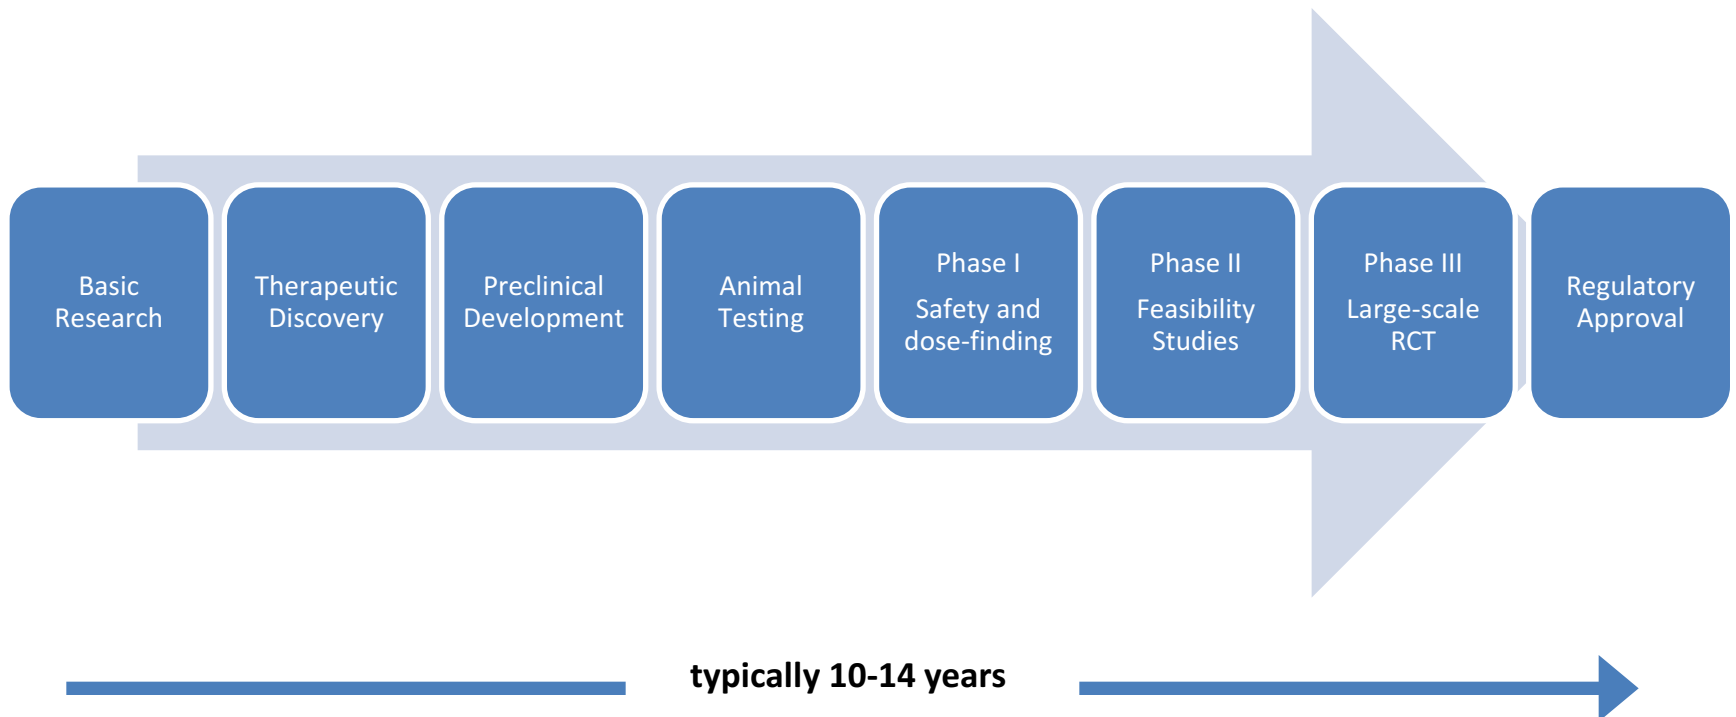 Basic
Research
Therapeutic
Discovery
Preclinical
Development
Animal
Testing
Phase I
Safety and
dose-finding
Phase II
Feasibility
Studies
Phase III
Large-scale
RCT
Regulatory
Approval
typically 10-14 years